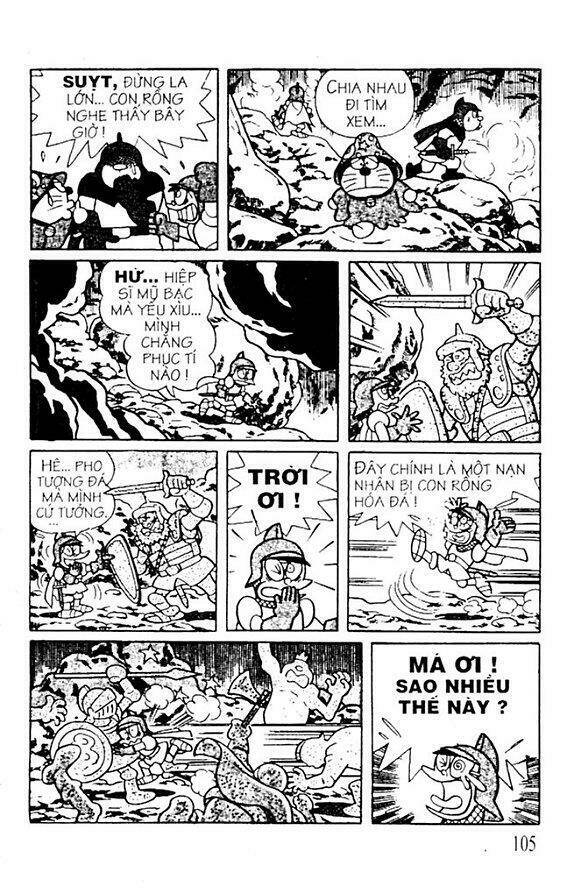 SUYT, ĐỪNG LA
LỚN... CON RỒNG
NGHE THẤY BÂY
GIỜ !
CHIA NHAU
ĐI TÌM
XEM...
HỨ... HIỆP
SĨ MŨ BẠC
MÀ YẾU XÌU...
MÌNH
CHẲNG
PHỤC TÍ
NÀO !
HÊ... PHO
TƯỢNG ĐÁ
MÀ MÌNH
CỨ TƯỞNG.
...
TRỜI
ƠI !
ĐÂY CHÍNH LÀ MỘT NẠN
NHÂN BỊ CON RỒNG
HÓA ĐÁ !
MÁ ƠI !
SAO NHIỀU
THẾ NÀY ?
105